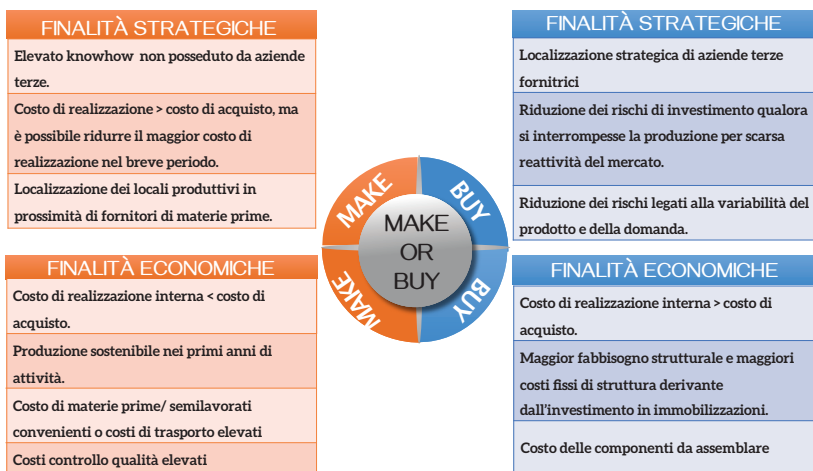 FINALITÀ STRATEGICHE
Elevato knowhow non posseduto da aziende
terze.
Costo di realizzazione > costo di acquisto, ma
è possibile ridurre il maggior costo di
realizzazione nel breve periodo.
Localizzazione dei locali produttivi in
prossimità di fornitori di materie prime.
FINALITÀ ECONOMICHE
Costo di realizzazione interna < costo di
acquisto.
Produzione sostenibile nei primi anni di
attività.
Costo di materie prime/ semilavorati
convenienti o costi di trasporto elevati
Costi controllo qualità elevati
MAKE
BUY
MAKE
OR
BUY
MAKE
BUY
FINALITÀ STRATEGICHE
Localizzazione strategica di aziende terze
fornitrici
Riduzione dei rischi di investimento qualora
si interrompesse la produzione per scarsa
reattività del mercato.
Riduzione dei rischi legati alla variabilità del
prodotto e della domanda.
FINALITÀ ECONOMICHE
Costo di realizzazione interna > costo di
acquisto.
Maggior fabbisogno strutturale e maggiori
costi fissi di struttura derivante
dall'investimento in immobilizzazioni.
Costo delle componenti da assemblare